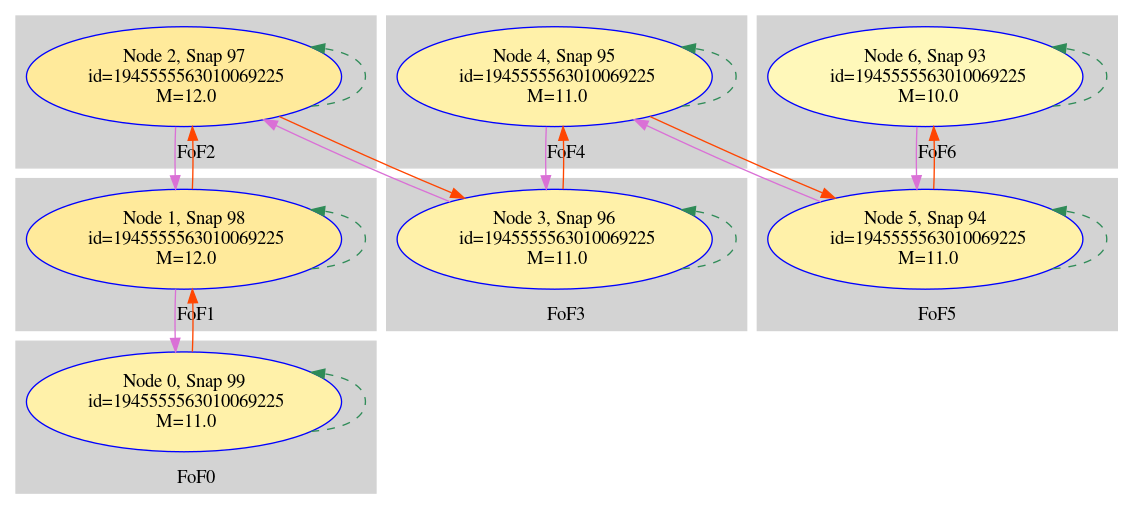 Node 2, Snap 97
id=1945555563010069225
M=12.0
FoF2
Node 4, Snap 95
id=1945555563010069225
M=11.0
FoF4
Node 6, Snap 93
id=1945555563010069225
M=10.0
FoF6
Node 1, Snap 98
id=1945555563010069225
M=12.0
FoF1
Node 3, Snap 96
id=1945555563010069225
M=11.0
FoF3
Node 5, Snap 94
id=1945555563010069225
M=11.0
FoF5
Node 0, Snap 99
id=1945555563010069225
M=11.0
FoF0